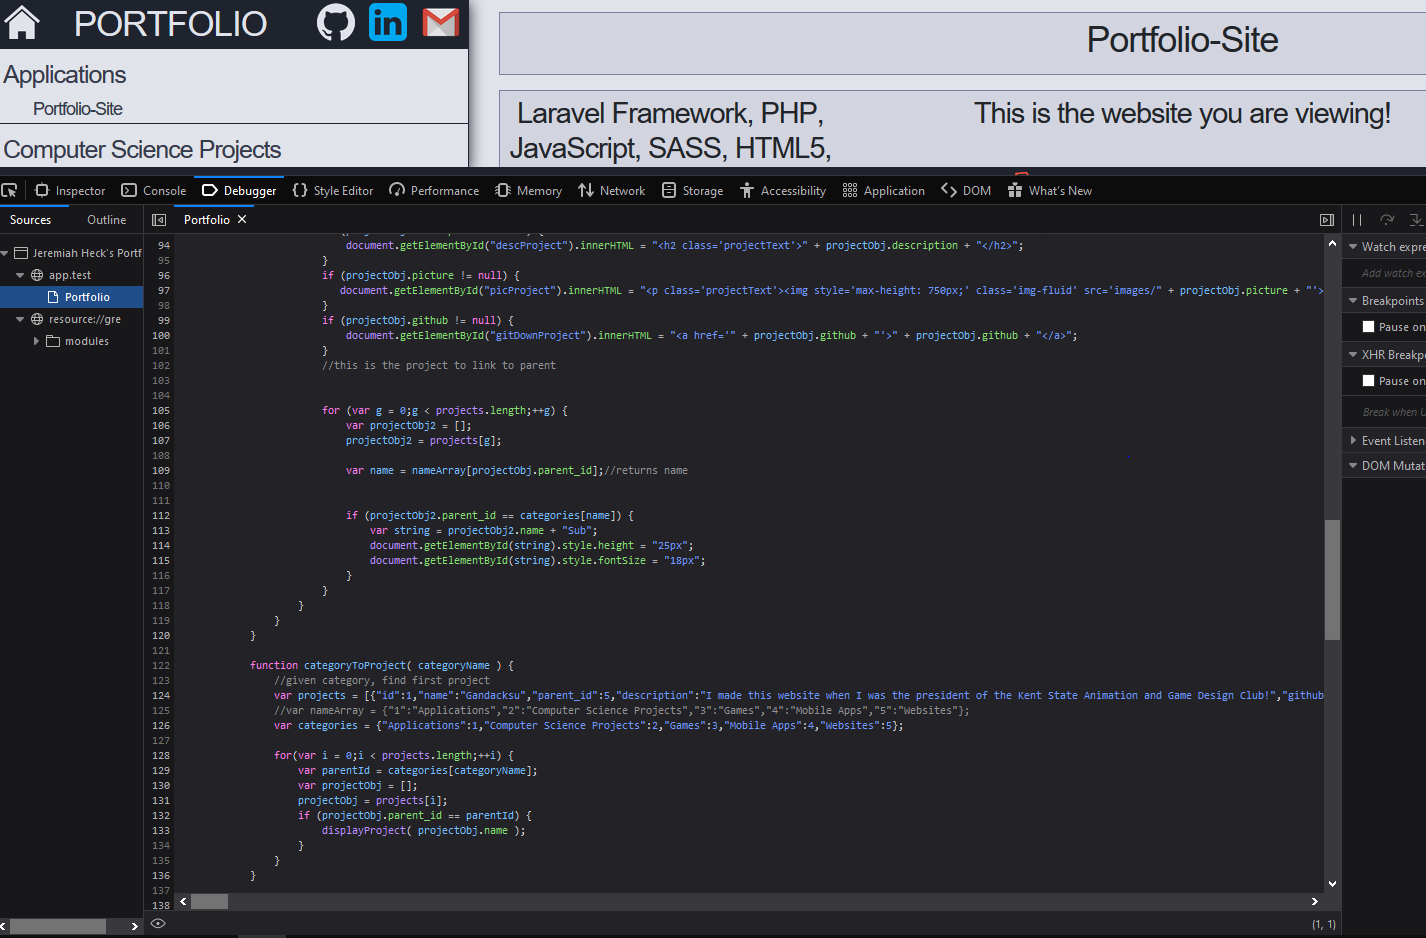 PORTFOLIO
Applications
Portfolio-Site
Computer Science Projects
Portfolio-Site
Laravel Framework, PHP,
JavaScript, SASS, HTML5,
This is the website you are viewing!
Inspector Console Debugger Style Editor Performance Memory Network Storage Accessibility Application DOM What's New
Sources Outline
Portfolio
Jeremiah Heck's Portf
app.test
Portfolio
resource://gre
modules
94 document.getElementById("descProject").innerHTML = "<h2 class='projectText'>" + projectObj.description + "</h2>";
95 }
96 if (projectObj.picture != null) {
97 document.getElementById("picProject").innerHTML = "<p class='projectText'><img style='max-height: 750px;' class='img-fluid' src='images/" + projectObj.picture + "'>
98 }
99 if (projectObj.github != null) {
100 document.getElementById("gitDownProject").innerHTML = "<a href='" + projectObj.github + "'>" + projectObj.github + "</a>";
101 }
102 //this is the project to link to parent
103
104
105 for (var g = 0;g < projects.length;++g) {
106 var projectObj2 = [];
107 projectObj2 = projects[g];
108
109 var name = nameArray[projectObj.parent_id];//returns name
110
111
112 if (projectObj2.parent_id == categories[name]) {
113 var string = projectObj2.name + "Sub";
114 document.getElementById(string).style.height = "25px";
115 document.getElementById(string).style.fontSize = "18px";
116 }
117 }
118 }
119 }
120 }
121
122 function categoryToProject( categoryName ) {
123 //given category, find first project
124 var projects = [{"id":1,"name":"Gandacksu","parent_id":5,"description":"I made this website when I was the president of the Kent State Animation and Game Design Club!","github
125 //var nameArray = {"1":"Applications","2":"Computer Science Projects","3":"Games","4":"Mobile Apps","5":"Websites"};
126 var categories = {"Applications":1,"Computer Science Projects":2,"Games":3,"Mobile Apps":4,"Websites":5};
127
128 for(var i = 0;i < projects.length;++i) {
129 var parentId = categories[categoryName];
130 var projectObj = [];
131 projectObj = projects[i];
132 if (projectObj.parent_id == parentId) {
133 displayProject( projectObj.name );
134 }
135 }
136 }
137
138
(1, 1)
Watch expre
Add watch ex
Breakpoints
Pause on
XHR Breakp
Pause on
Break when U
Event Listen
DOM Mutat